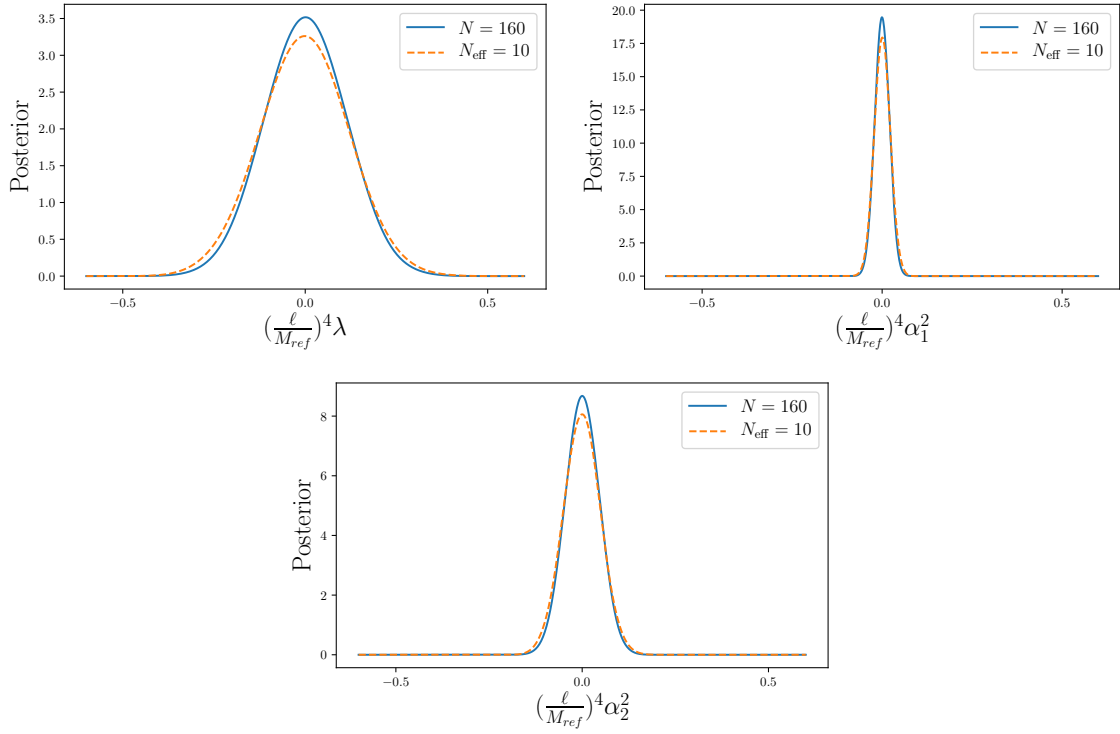 3.5
3.0
2.5
2.0
1.5
1.0
0.5
0.0
Posterior
N = 160
N_eff = 10
−0.5 0.0 0.5
(ℓ/M_ref)^4 λ
20.0
17.5
15.0
12.5
10.0
7.5
5.0
2.5
0.0
Posterior
N = 160
N_eff = 10
−0.5 0.0 0.5
(ℓ/M_ref)^4 α_1^2
8
6
4
2
0
Posterior
N = 160
N_eff = 10
−0.5 0.0 0.5
(ℓ/M_ref)^4 α_2^2